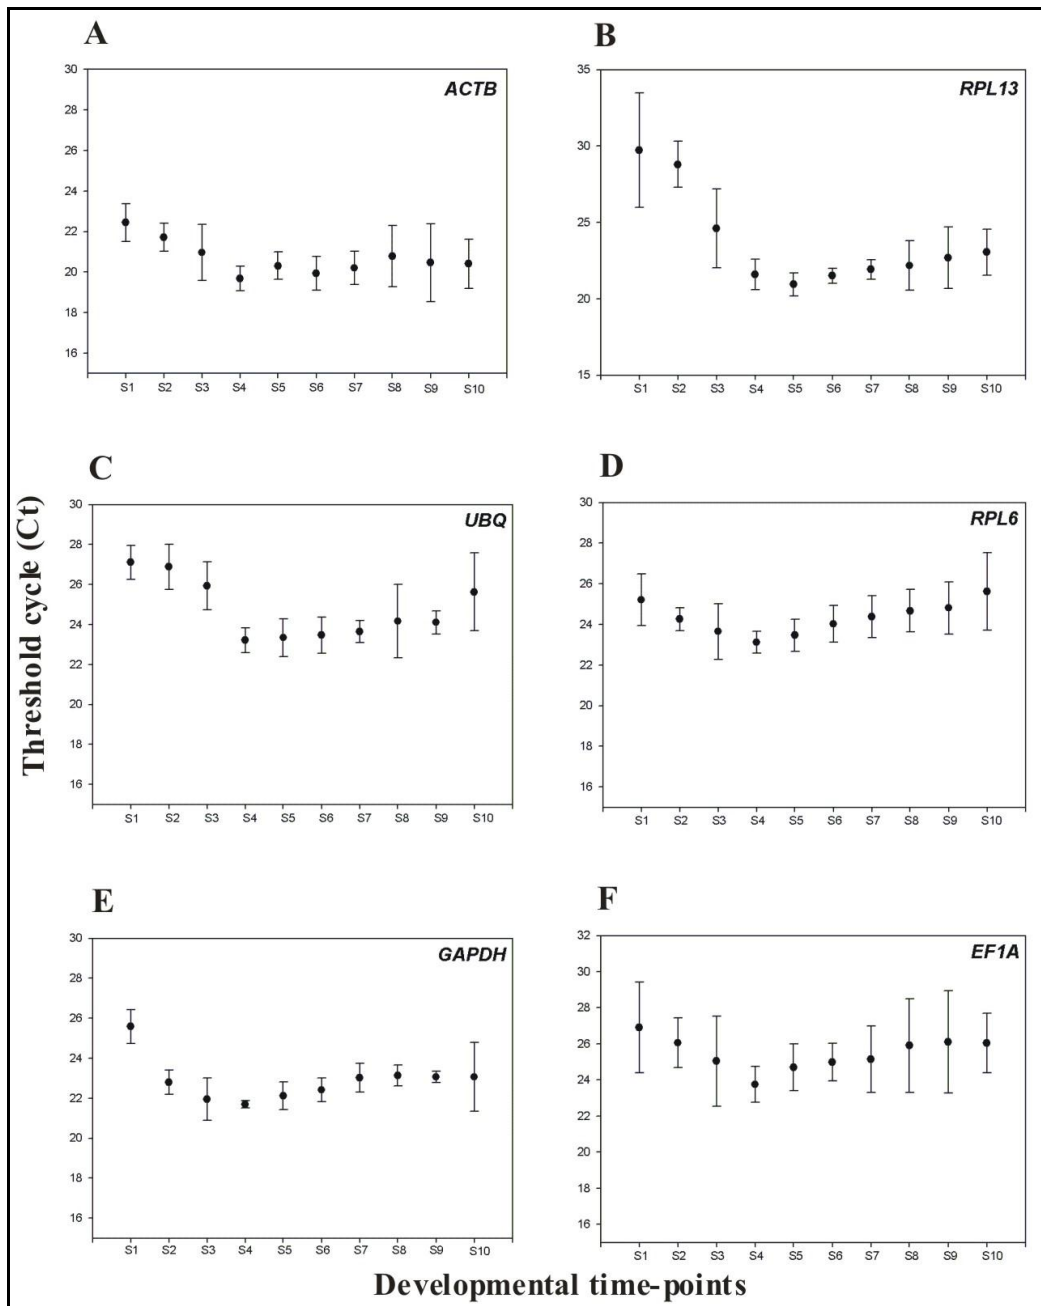 A
ACTB
30
28
26
24
22
20
18
16
S1 S2 S3 S4 S5 S6 S7 S8 S9 S10
B
RPL13
35
30
25
20
15
S1 S2 S3 S4 S5 S6 S7 S8 S9 S10
C
UBQ
30
28
26
24
22
20
18
16
S1 S2 S3 S4 S5 S6 S7 S8 S9 S10
D
RPL6
30
28
26
24
22
20
18
16
S1 S2 S3 S4 S5 S6 S7 S8 S9 S10
Threshold cycle (Ct)
E
GAPDH
30
28
26
24
22
20
18
16
S1 S2 S3 S4 S5 S6 S7 S8 S9 S10
F
EF1A
32
30
28
26
24
22
20
18
16
S1 S2 S3 S4 S5 S6 S7 S8 S9 S10
Developmental time-points